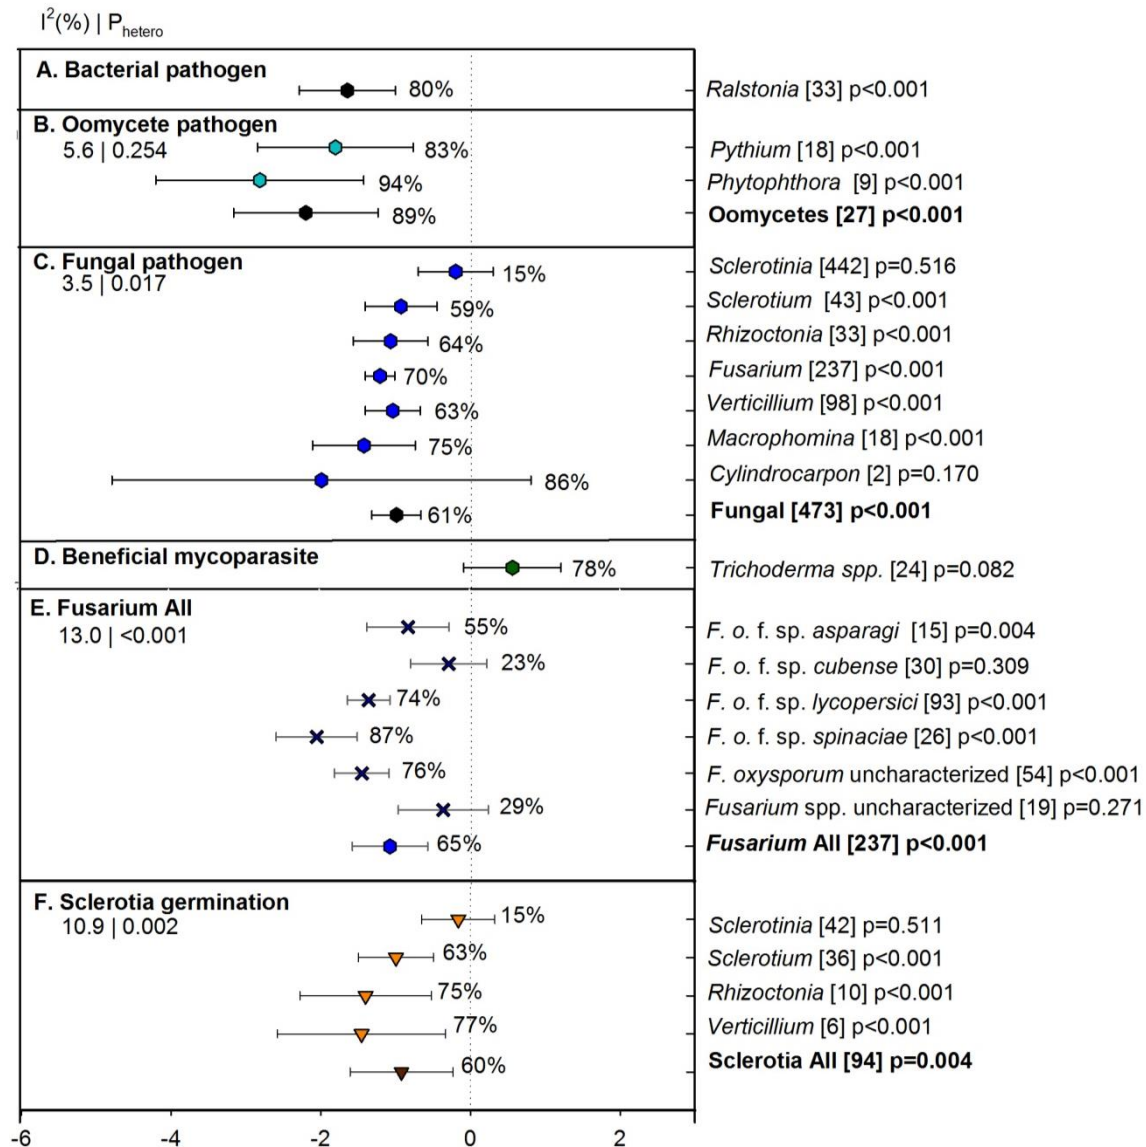 I²(%) | Phetero
A. Bacterial pathogen
80%
Ralstonia [33] p<0.001
B. Oomycete pathogen
5.6 | 0.254
83%
Pythium [18] p<0.001
94%
Phytophthora [9] p<0.001
89%
Oomycetes [27] p<0.001
C. Fungal pathogen
3.5 | 0.017
15%
Sclerotinia [442] p=0.516
59%
Sclerotium [43] p<0.001
64%
Rhizoctonia [33] p<0.001
70%
Fusarium [237] p<0.001
63%
Verticillium [98] p<0.001
75%
Macrophomina [18] p<0.001
86%
Cylindrocarpon [2] p=0.170
61%
Fungal [473] p<0.001
D. Beneficial mycoparasite
78%
Trichoderma spp. [24] p=0.082
E. Fusarium All
13.0 | <0.001
55%
F. o. f. sp. asparagi [15] p=0.004
23%
F. o. f. sp. cubense [30] p=0.309
74%
F. o. f. sp. lycopersici [93] p<0.001
87%
F. o. f. sp. spinaciae [26] p<0.001
76%
F. oxysporum uncharacterized [54] p<0.001
29%
Fusarium spp. uncharacterized [19] p=0.271
65%
Fusarium All [237] p<0.001
F. Sclerotia germination
10.9 | 0.002
15%
Sclerotinia [42] p=0.511
63%
Sclerotium [36] p<0.001
75%
Rhizoctonia [10] p<0.001
77%
Verticillium [6] p<0.001
60%
Sclerotia All [94] p=0.004
-6 -4 -2 0 2